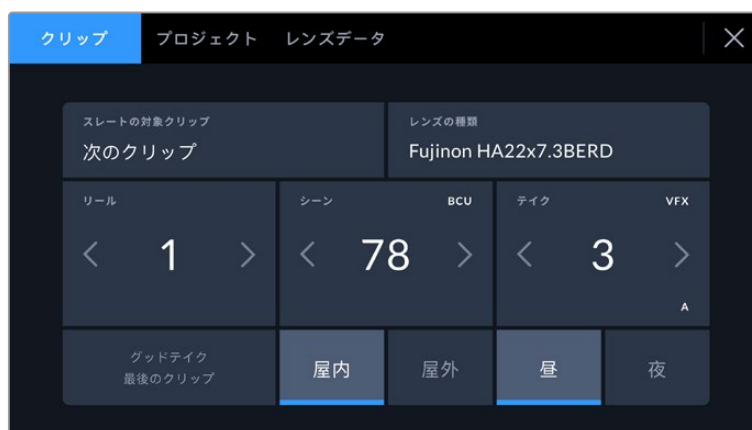 クリップ プロジェクト レンズデータ
スレートの対象クリップ
次のクリップ
レンズの種類
Fujinon HA22x7.3BERD
リール
1
シーン BCU
78
テイク VFX
3
A
グッドテイク
最後のクリップ
屋内 屋外 昼 夜